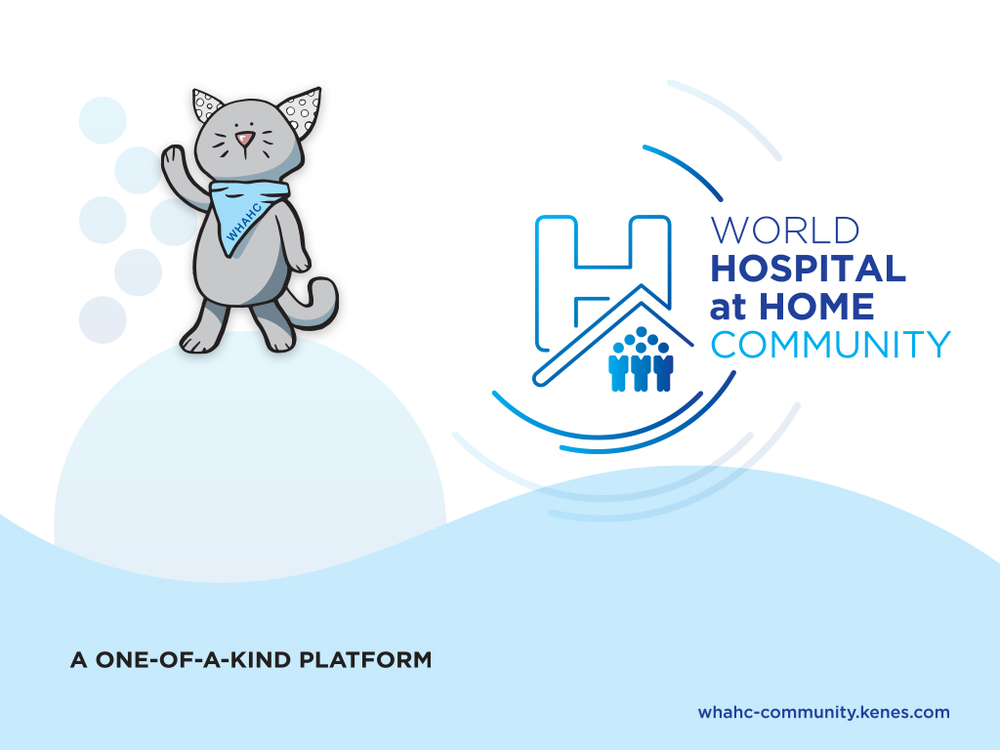 WHAHC
WORLD
HOSPITAL
at HOME
COMMUNITY
A ONE-OF-A-KIND PLATFORM
whahc-community.kenes.com